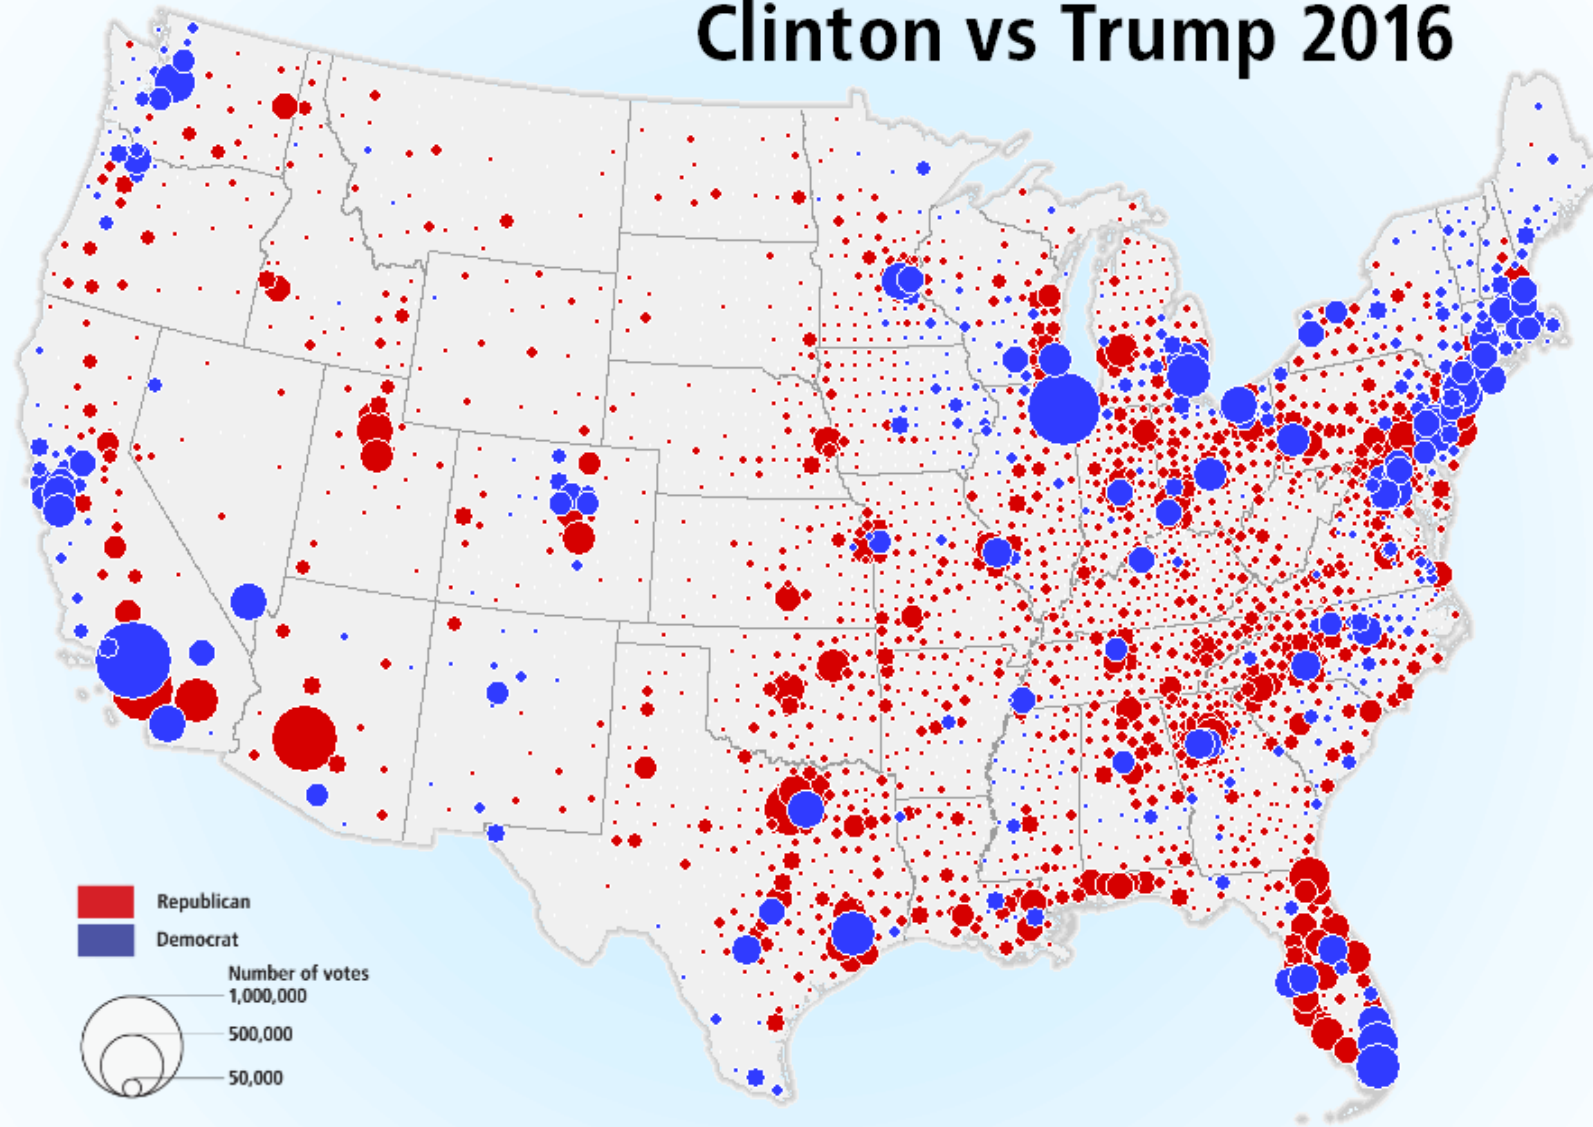 Clinton vs Trump 2016
Republican
Democrat
Number of votes
1,000,000
500,000
50,000